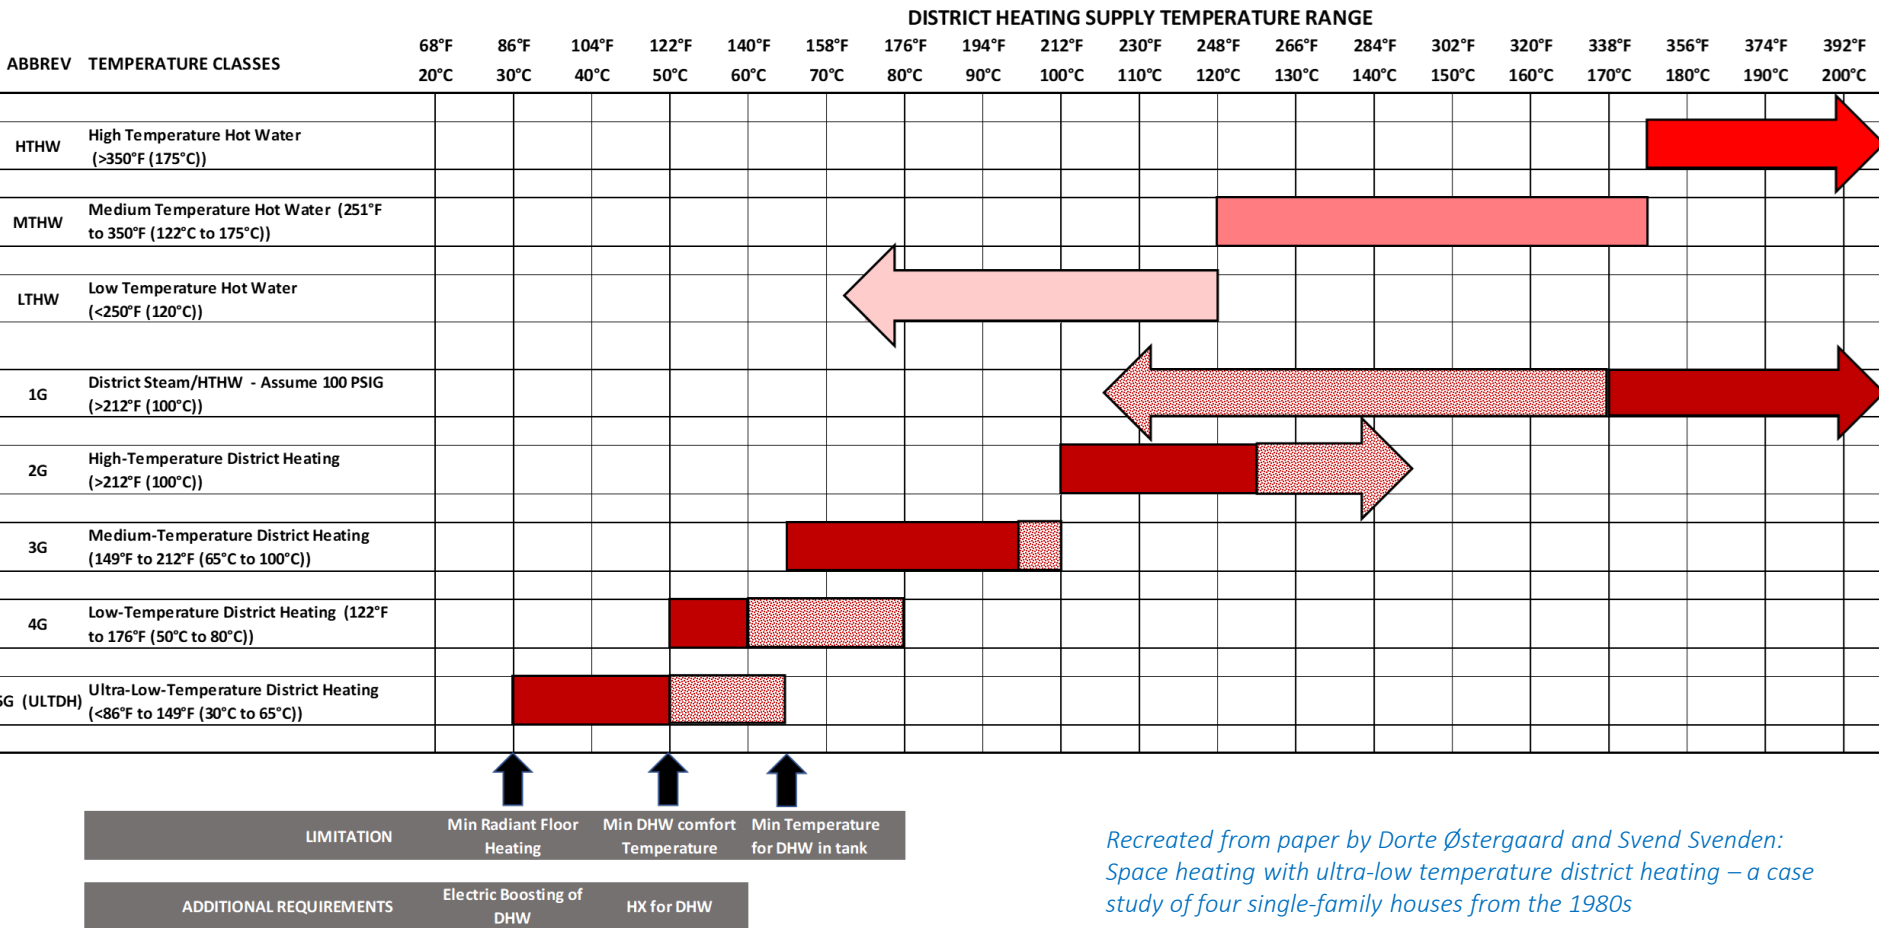 DISTRICT HEATING SUPPLY TEMPERATURE RANGE
68°F 86°F 104°F 122°F 140°F 158°F 176°F 194°F 212°F 230°F 248°F 266°F 284°F 302°F 320°F 338°F 356°F 374°F 392°F
ABBREV TEMPERATURE CLASSES
20°C 30°C 40°C 50°C 60°C 70°C 80°C 90°C 100°C 110°C 120°C 130°C 140°C 150°C 160°C 170°C 180°C 190°C 200°C
HTHW
High Temperature Hot Water
(>350°F (175°C))
MTHW
Medium Temperature Hot Water (251°F
to 350°F (122°C to 175°C))
LTHW
Low Temperature Hot Water
(<250°F (120°C))
1G
District Steam/HTHW - Assume 100 PSIG
(>212°F (100°C))
2G
High-Temperature District Heating
(>212°F (100°C))
3G
Medium-Temperature District Heating
(149°F to 212°F (65°C to 100°C))
4G
Low-Temperature District Heating (122°F
to 176°F (50°C to 80°C))
5G (ULTDH)
Ultra-Low-Temperature District Heating
(<86°F to 149°F (30°C to 65°C))
LIMITATION
Min Radiant Floor
Heating
Min DHW comfort
Temperature
Min Temperature
for DHW in tank
ADDITIONAL REQUIREMENTS
Electric Boosting of
DHW
HX for DHW
Recreated from paper by Dorte Østergaard and Svend Svenden:
Space heating with ultra-low temperature district heating – a case
study of four single-family houses from the 1980s